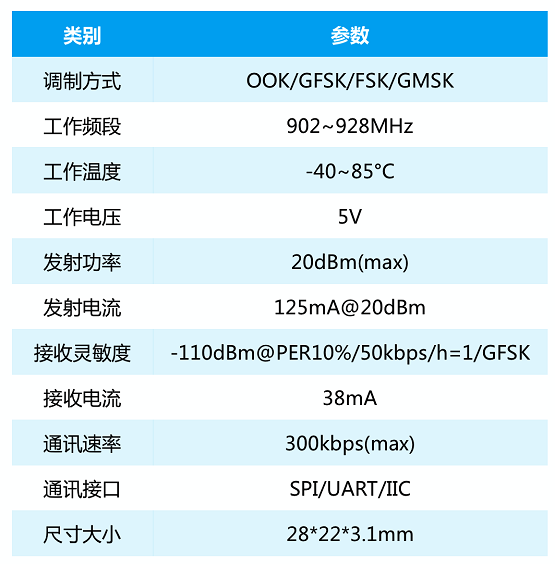 类别 参数
调制方式 OOK/GFSK/FSK/GMSK
工作频段 902~928MHz
工作温度 -40~85°C
工作电压 5V
发射功率 20dBm(max)
发射电流 125mA@20dBm
接收灵敏度 -110dBm@PER10%/50kbps/h=1/GFSK
接收电流 38mA
通讯速率 300kbps(max)
通讯接口 SPI/UART/IIC
尺寸大小 28*22*3.1mm